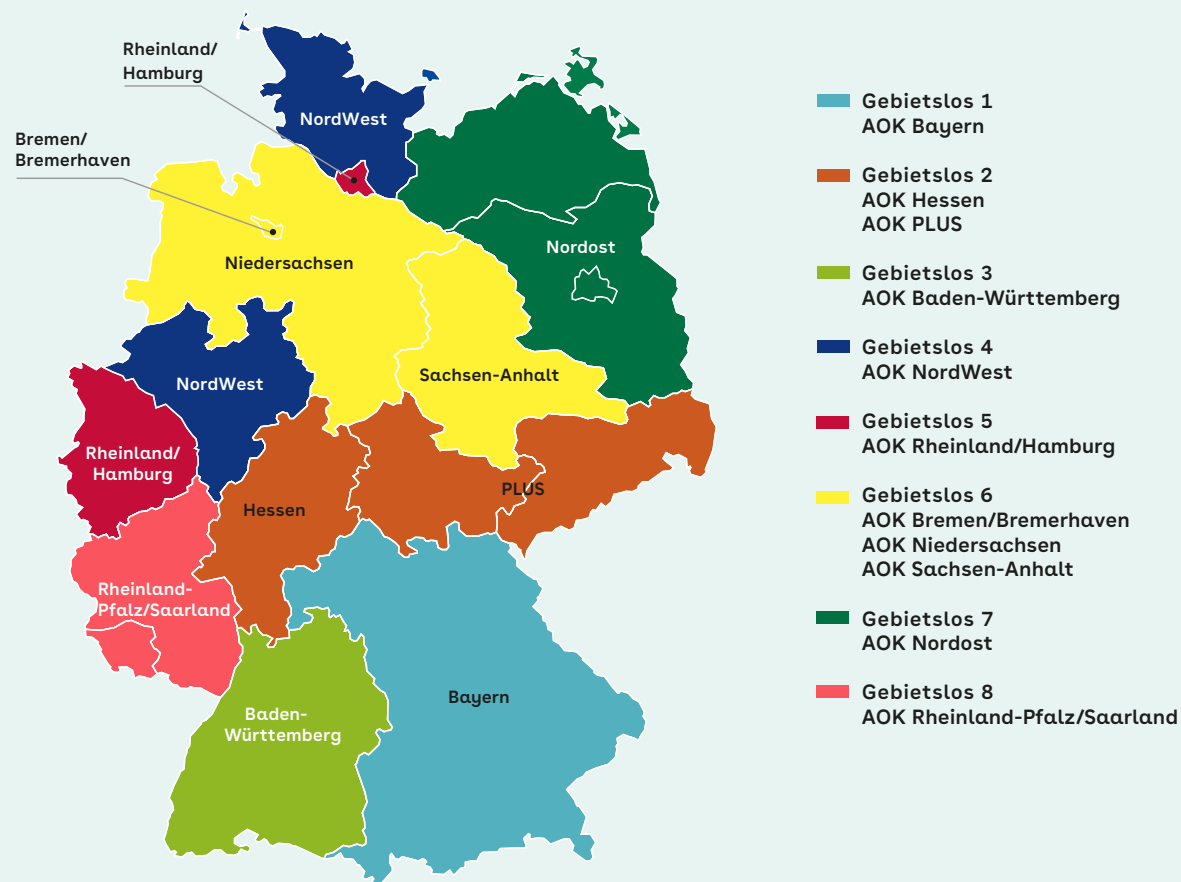 Rheinland/
Hamburg
NordWest
Bremen/
Bremerhaven
Niedersachsen
Nordost
NordWest
Sachsen-Anhalt
Rheinland/
Hamburg
Hessen
PLUS
Rheinland-
Pfalz/Saarland
Bayern
Baden-
Württemberg
Gebietslos 1
AOK Bayern
Gebietslos 2
AOK Hessen
AOK PLUS
Gebietslos 3
AOK Baden-Württemberg
Gebietslos 4
AOK NordWest
Gebietslos 5
AOK Rheinland/Hamburg
Gebietslos 6
AOK Bremen/Bremerhaven
AOK Niedersachsen
AOK Sachsen-Anhalt
Gebietslos 7
AOK Nordost
Gebietslos 8
AOK Rheinland-Pfalz/Saarland